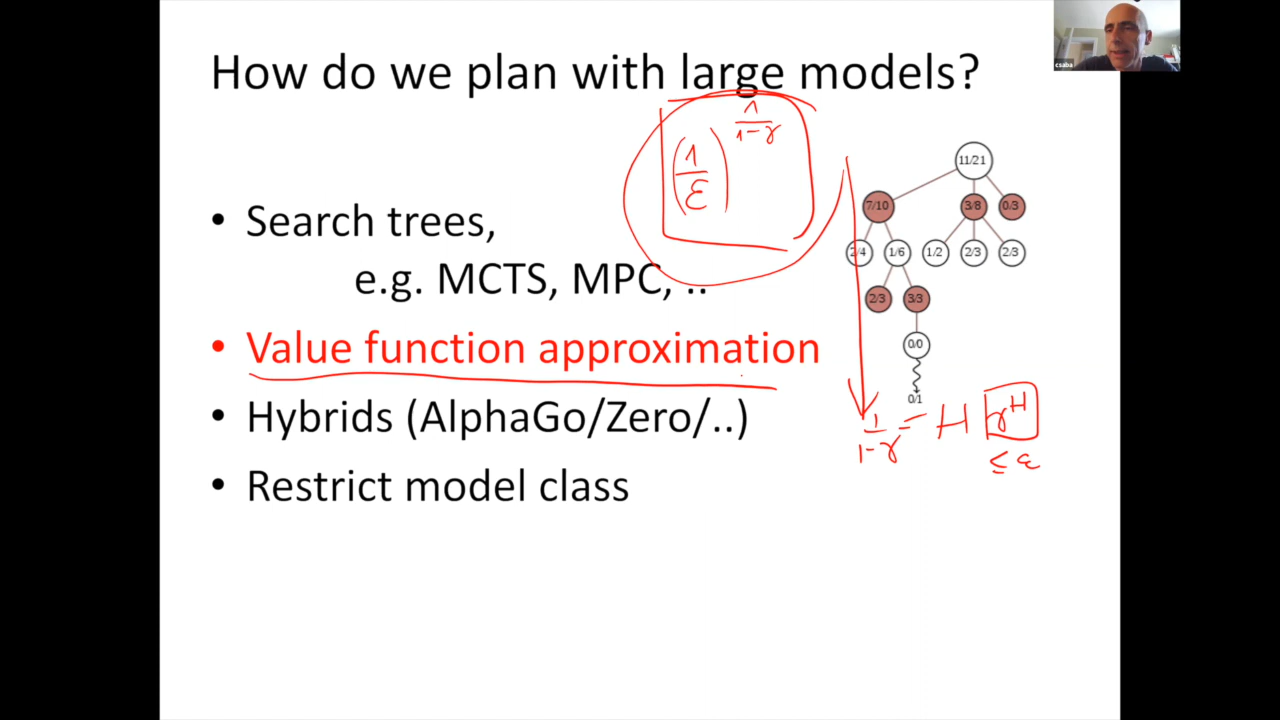 How do we plan with large models?
csaba
(1/ε)^(1/(1-γ))
• Search trees,
e.g. MCTS, MPC, ..
• Value function approximation
• Hybrids (AlphaGo/Zero/..)
• Restrict model class
11/21
7/10 3/8 0/3
2/4 1/6 1/2 2/3 2/3
2/3 3/3
0/0
0/1
1/(1-γ) = H γ^H
≤ ε